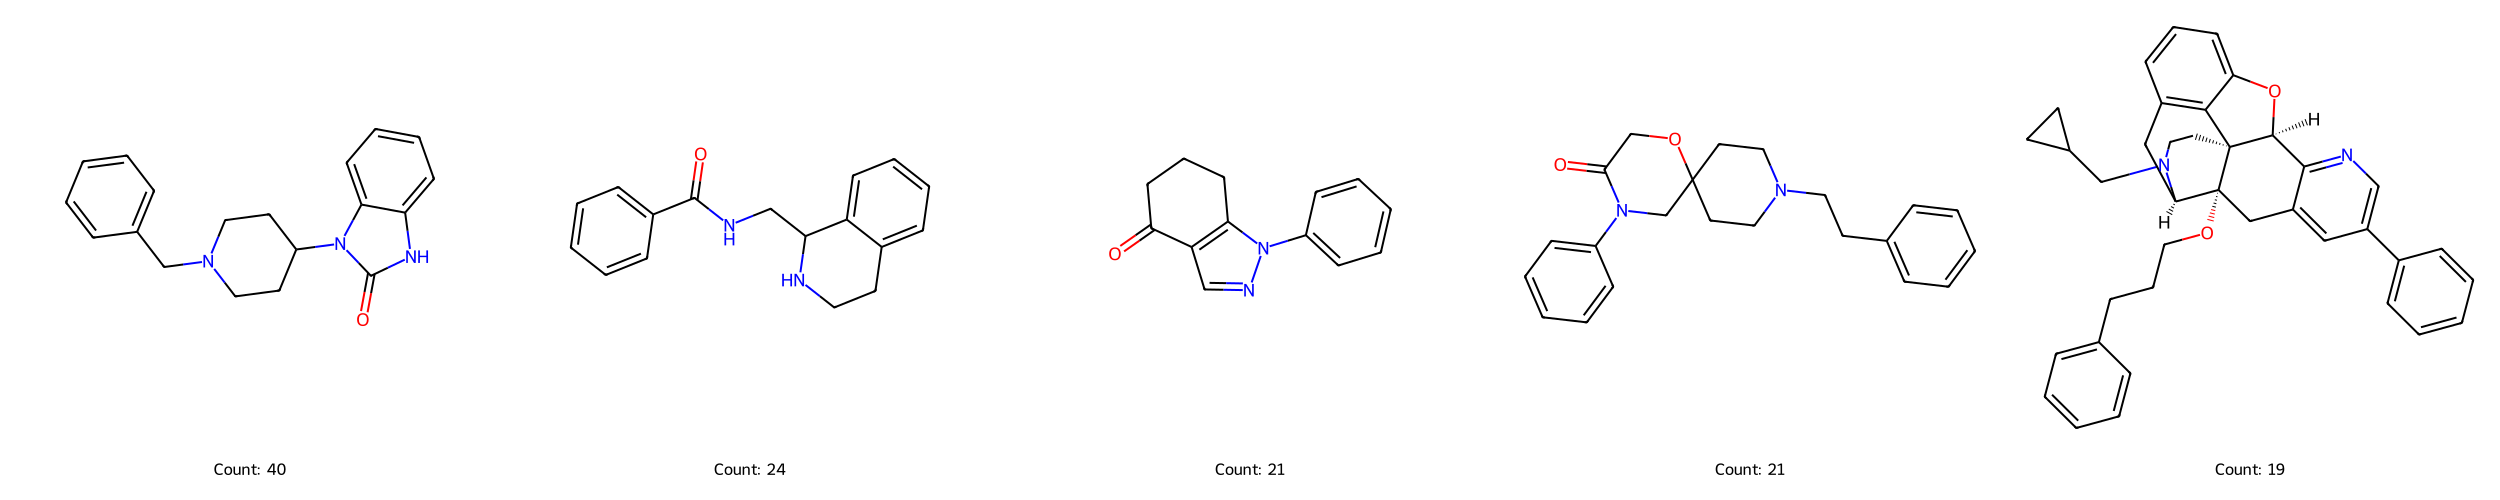 N N NH O
O N H HN
O N N
O O N N
O H N N H O
Count: 40 Count: 24 Count: 21 Count: 21 Count: 19